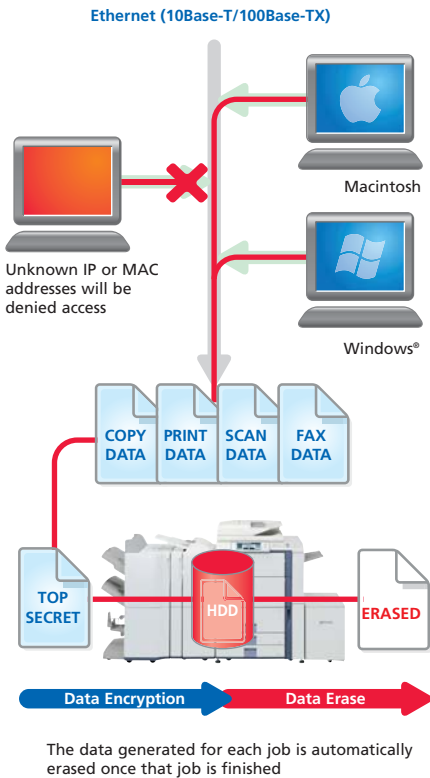 Ethernet (10Base-T/100Base-TX)
Macintosh
Unknown IP or MAC
addresses will be
denied access
Windows®
COPY
DATA
PRINT
DATA
SCAN
DATA
FAX
DATA
TOP
SECRET
HDD
ERASED
Data Encryption
Data Erase
The data generated for each job is automatically
erased once that job is finished